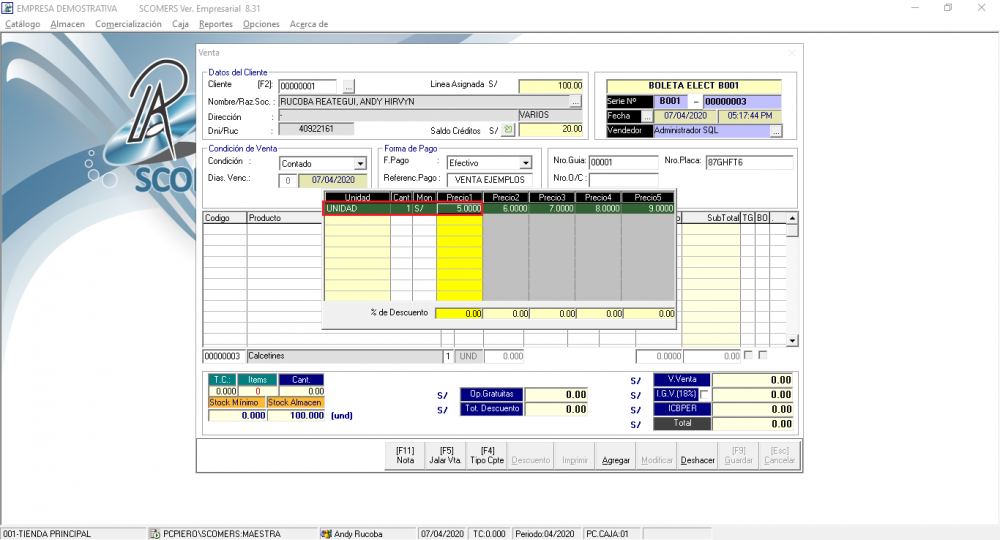 EMPRESA DEMOSTRATIVA SCOMERS Ver. Empresarial 8.31
Catálogo Almacen Comercialización Caja Reportes Opciones Acerca de
Venta
Datos del Cliente
Cliente [F2]: 00000001 ... Linea Asignada S/ 100.00
Nombre/Raz.Soc. : RUCOBA REATEGUI, ANDY HIRVYN ...
Dirección : - VARIOS
Dni/Ruc : 40922161 Saldo Créditos S/ 20.00
BOLETA ELECT B001
Serie Nº B001 - 00000003
Fecha ... 07/04/2020 05:17:44 PM
Vendedor Administrador SQL ...
Condición de Venta
Condición : Contado
Dias. Venc.: 0 07/04/2020
Forma de Pago
F.Pago : Efectivo
Referenc.Pago : VENTA EJEMPLOS
Nro.Guia: 00001 Nro.Placa: 87GHFT6
Nro.O/C :
Unidad Cant Mon Precio1 Precio2 Precio3 Precio4 Precio5
UNIDAD 1 S/ 5.0000 6.0000 7.0000 8.0000 9.0000
Codigo Producto SubTotal TG BO .
% de Descuento 0.00 0.00 0.00 0.00 0.00
00000003 Calcetines 1 UND 0.000 0.0000 0.00
T.C.: Items Cant.
0.000 0 0.00
Stock Mínimo Stock Almacen
0.000 100.000 (und)
S/ Op.Gratuitas 0.00
S/ Tot. Descuento 0.00
S/ V.Venta 0.00
S/ I.G.V.(18%) 0.00
S/ ICBPER 0.00
S/ Total 0.00
[F11] Nota
[F5] Jalar Vta.
[F4] Tipo Cpte
Descuento
Imprimir
Agregar
Modificar
Deshacer
[F9] Guardar
[Esc] Cancelar
SCO
001-TIENDA PRINCIPAL PCPIERO\SCOMERS:MAESTRA Andy Rucoba 07/04/2020 TC:0.000 Periodo:04/2020 PC.CAJA:01